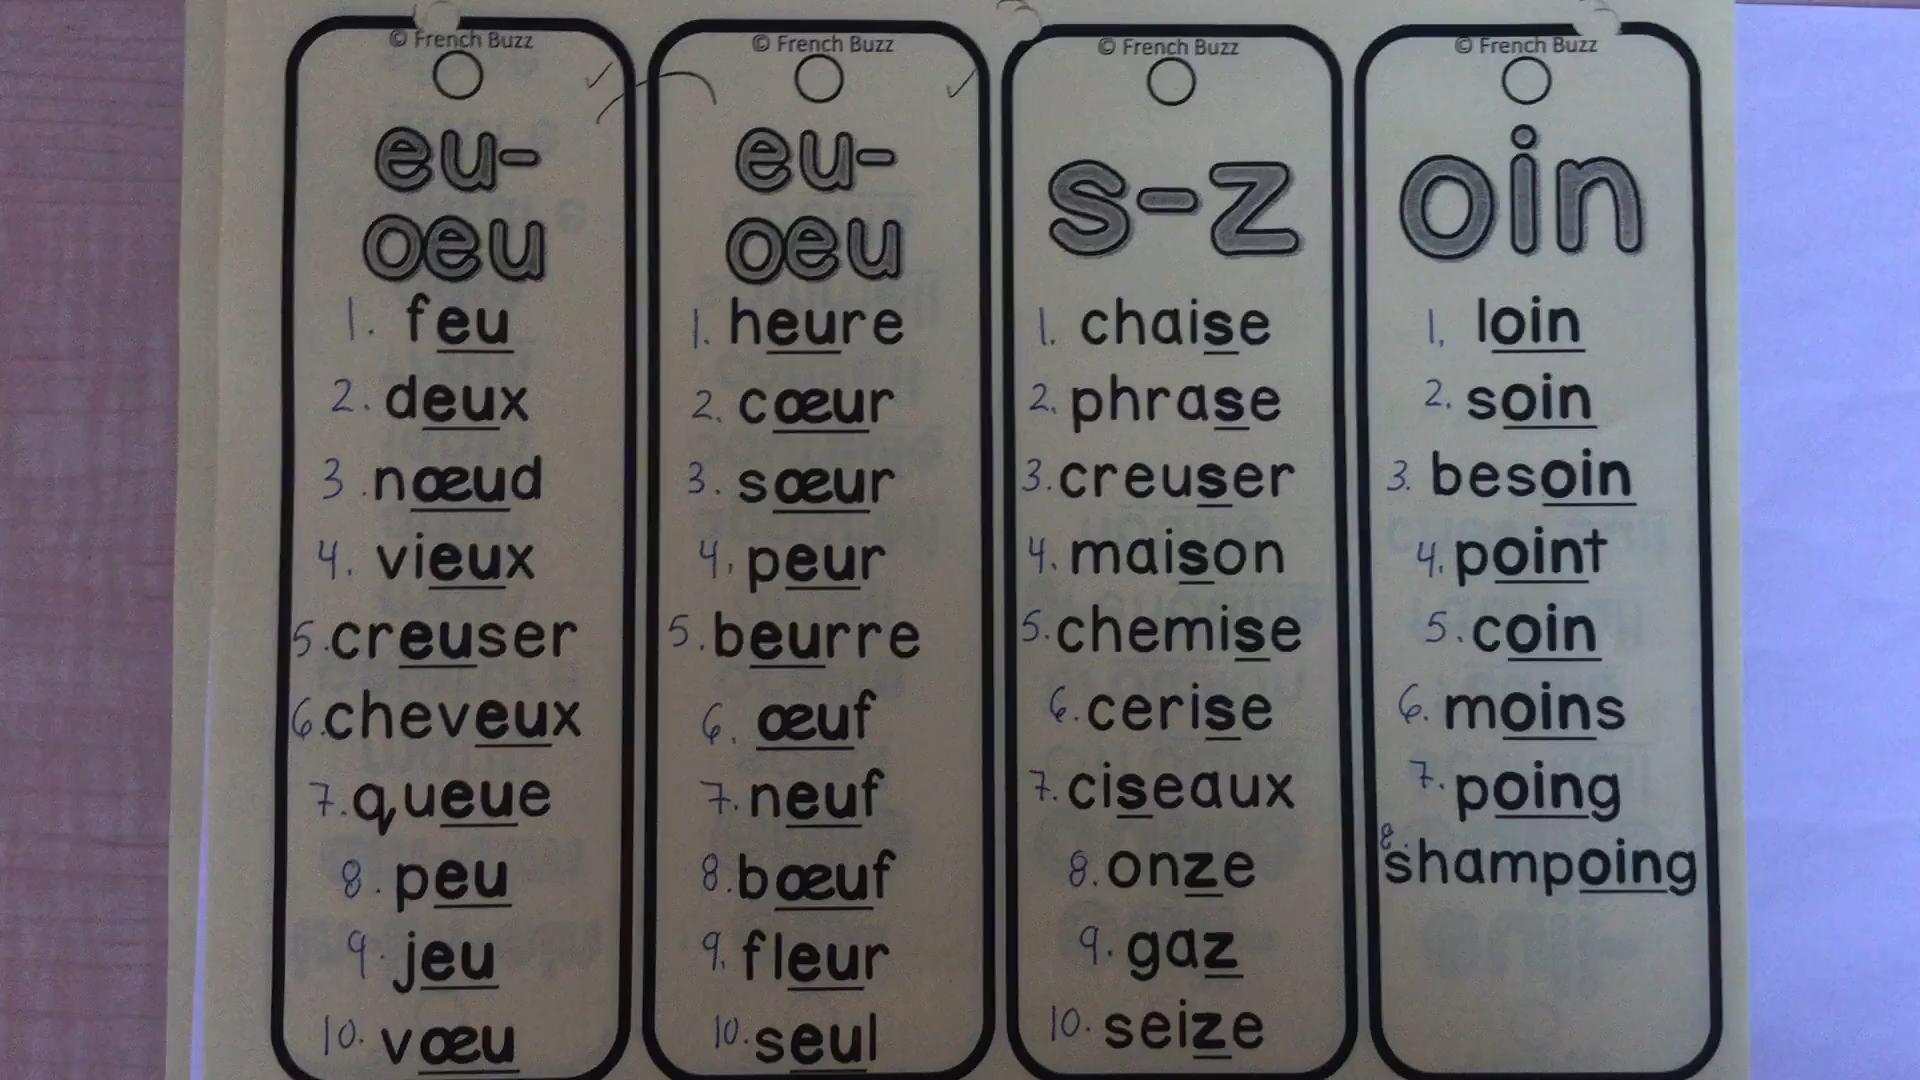 © French Buzz
eu-
oeu
1. feu
2. deux
3. nœud
4. vieux
5. creuser
6. cheveux
7. queue
8. peu
9. jeu
10. vœu
© French Buzz
eu-
oeu
1. heure
2. cœur
3. sœur
4. peur
5. beurre
6. œuf
7. neuf
8. bœuf
9. fleur
10. seul
© French Buzz
s-z
1. chaise
2. phrase
3. creuser
4. maison
5. chemise
6. cerise
7. ciseaux
8. onze
9. gaz
10. seize
© French Buzz
oin
1, loin
2. soin
3. besoin
4. point
5. coin
6. moins
7. poing
8. shampoing